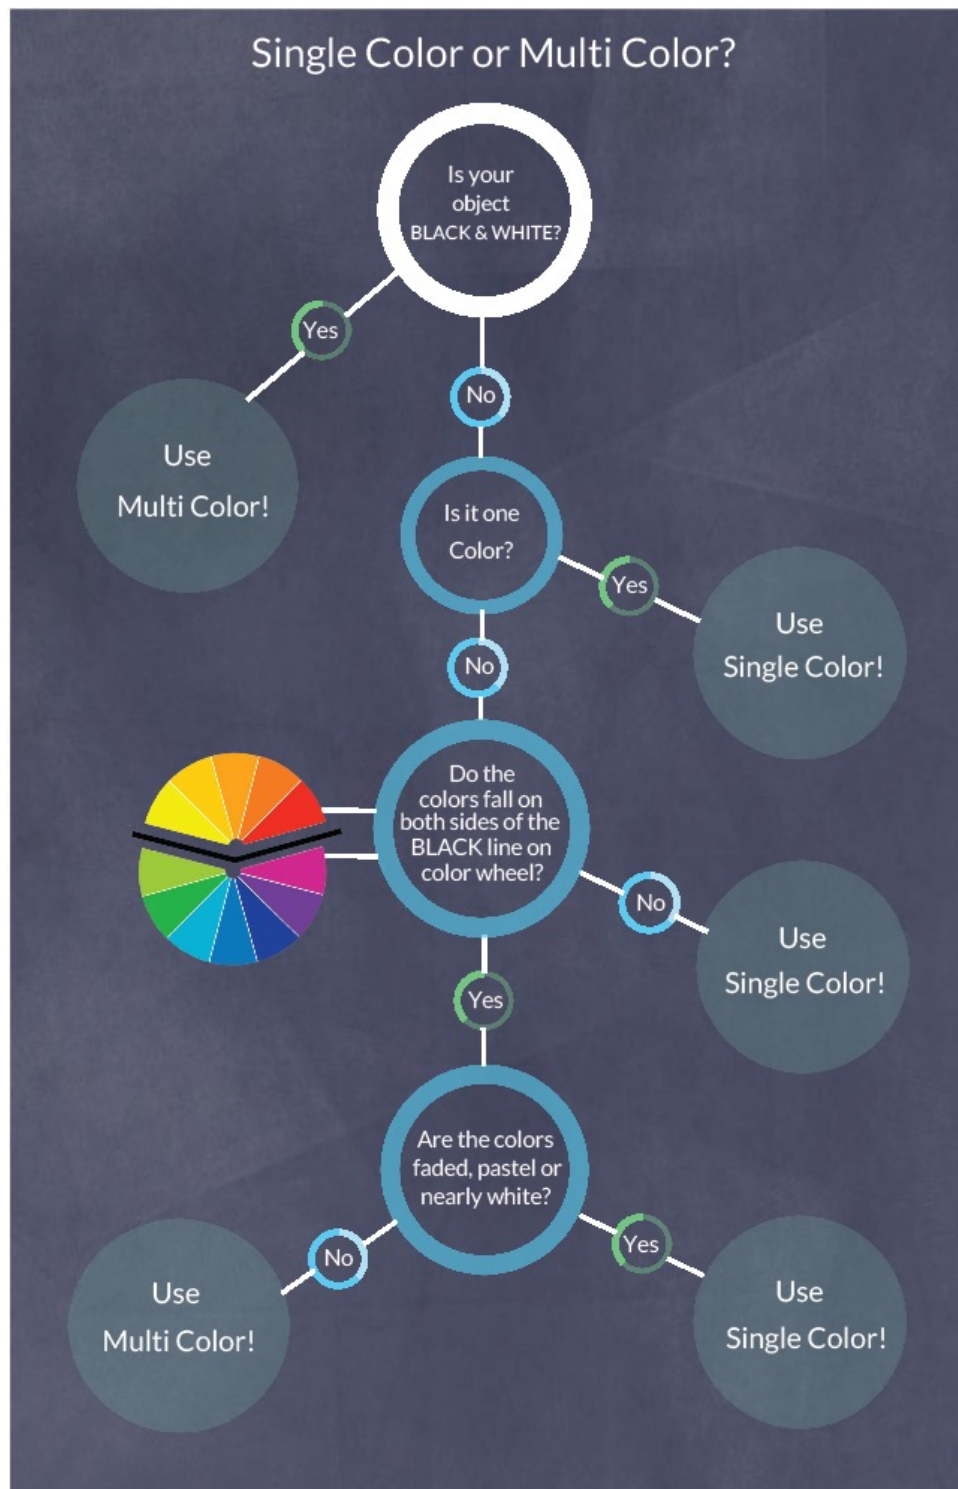 Single Color or Multi Color?
Is your
object
BLACK & WHITE?
Yes
No
Use
Multi Color!
Is it one
Color?
Yes
Use
Single Color!
No
Do the
colors fall on
both sides of the
BLACK line on
color wheel?
No
Use
Single Color!
Yes
Are the colors
faded, pastel or
nearly white?
No
Yes
Use
Multi Color!
Use
Single Color!